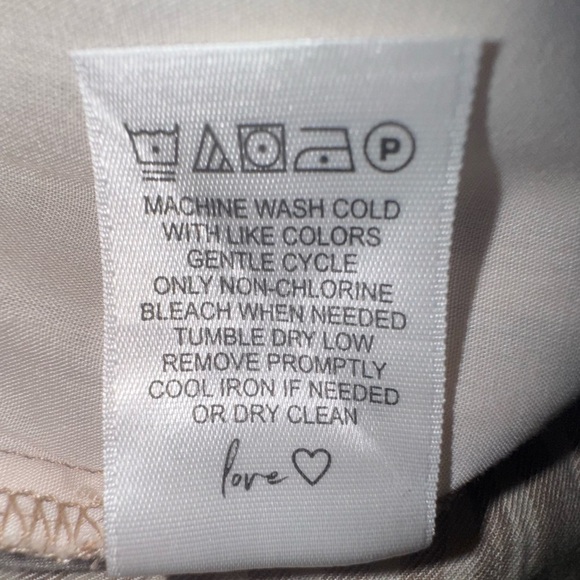 P
MACHINE WASH COLD
WITH LIKE COLORS
GENTLE CYCLE
ONLY NON-CHLORINE
BLEACH WHEN NEEDED
TUMBLE DRY LOW
REMOVE PROMPTLY
COOL IRON IF NEEDED
OR DRY CLEAN
love♡